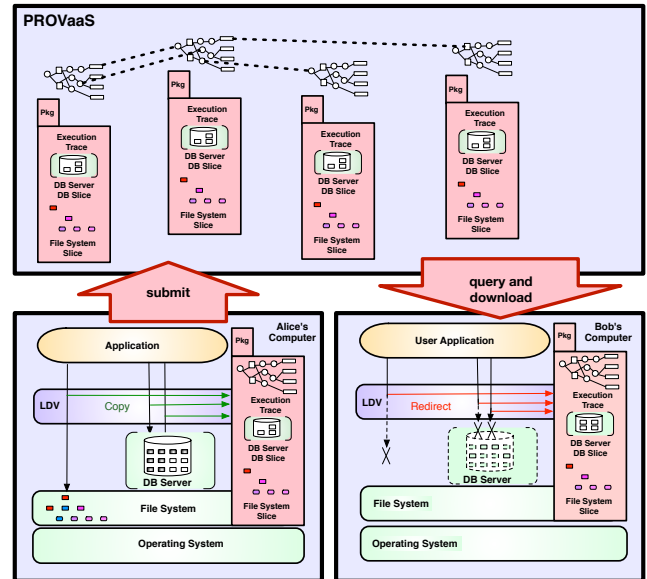 PROVaaS
Pkg
Execution
Trace
DB Server
DB Slice
File System
Slice
Pkg
Execution
Trace
DB Server
DB Slice
File System
Slice
Pkg
Execution
Trace
DB Server
DB Slice
File System
Slice
Pkg
Execution
Trace
DB Server
DB Slice
File System
Slice
submit
query and
download
Alice's
Computer
Application
Pkg
LDV
Copy
Execution
Trace
DB Server
DB Slice
DB Server
File System
File System
Slice
Operating System
Bob's
Computer
User Application
Pkg
LDV
Redirect
Execution
Trace
DB Server
DB Slice
DB Server
File System
File System
Slice
Operating System